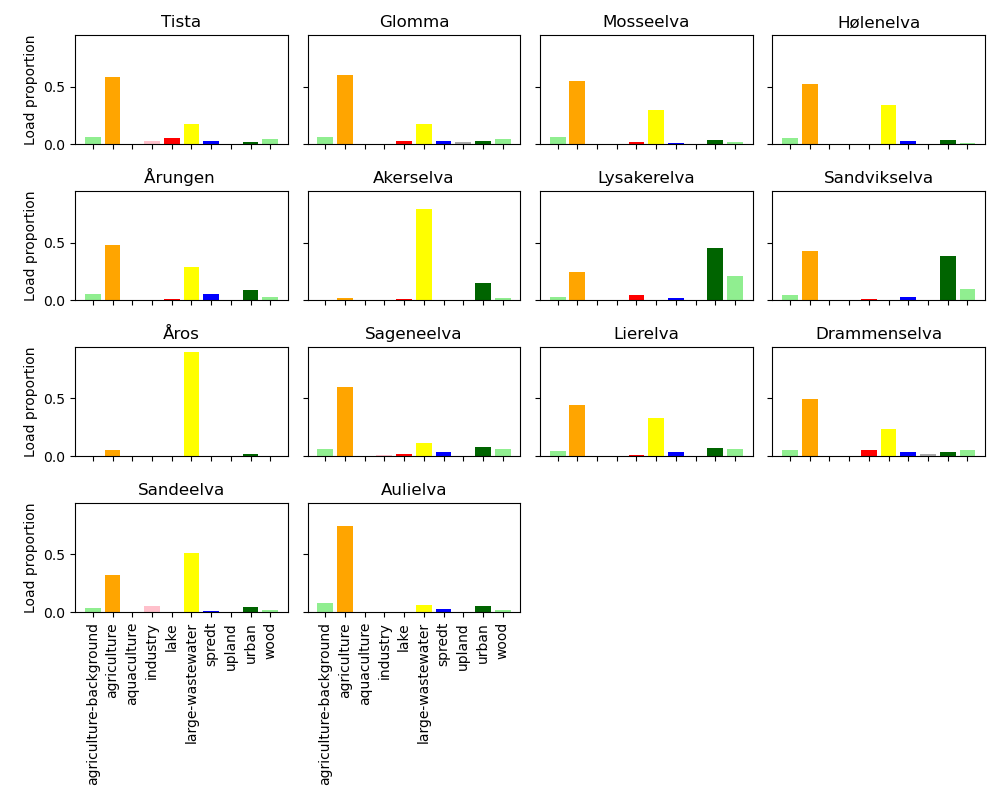 Tista
Glomma
Mosseelva
Hølenelva
Load proportion
0.5
0.0
Årungen
Akerselva
Lysakerelva
Sandvikselva
Load proportion
0.5
0.0
Åros
Sageneelva
Lierelva
Drammenselva
Load proportion
0.5
0.0
Sandeelva
Aulielva
Load proportion
0.5
0.0
agriculture-background
agriculture
aquaculture
industry
lake
large-wastewater
spredt
upland
urban
wood
agriculture-background
agriculture
aquaculture
industry
lake
large-wastewater
spredt
upland
urban
wood